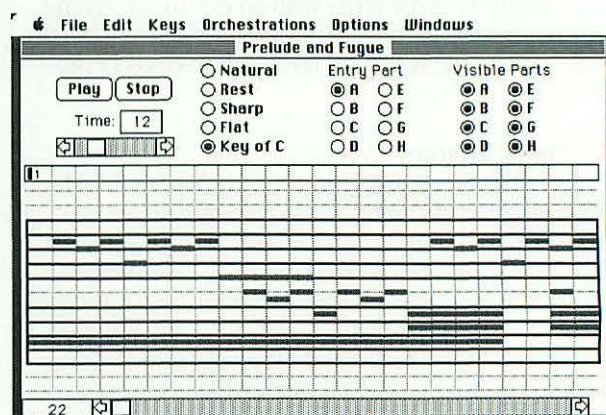 File Edit Keys Orchestrations Options Windows
Prelude and Fugue
Natural Entry Part Visible Parts
Play Stop Rest A E A E
Sharp B F B F
Time: 12 Flat C G C G
Key of C D H D H
1
22